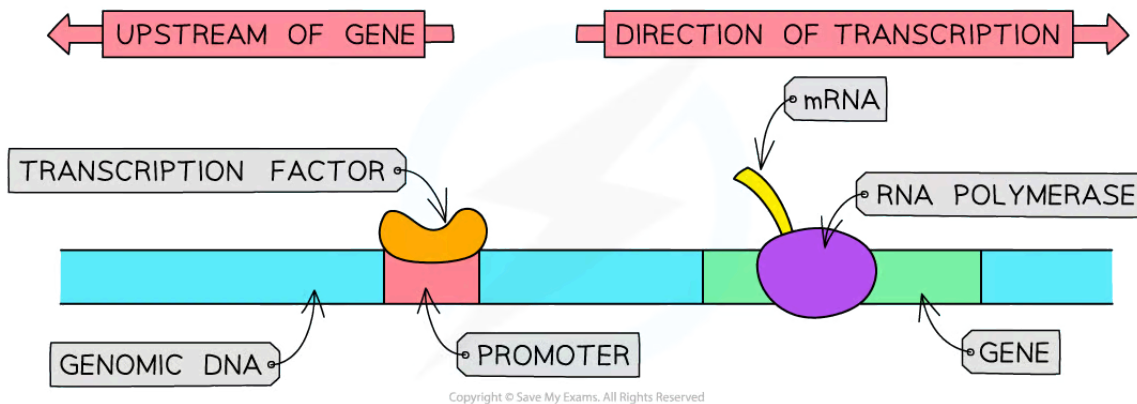 UPSTREAM OF GENE
DIRECTION OF TRANSCRIPTION
mRNA
TRANSCRIPTION FACTOR
RNA POLYMERASE
GENOMIC DNA
PROMOTER
GENE
Copyright © Save My Exams. All Rights Reserved